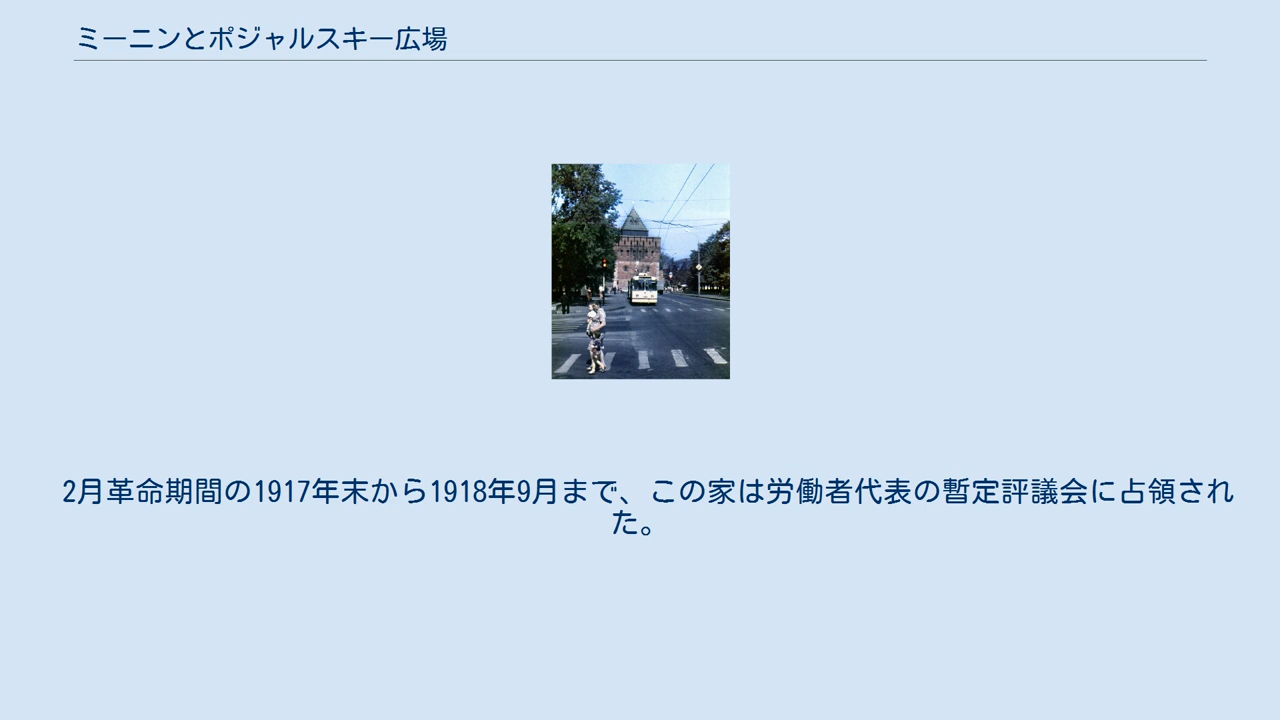 ミーニンとポジャルスキー広場
2月革命期間の1917年末から1918年9月まで、この家は労働者代表の暫定評議会に占領され
た。